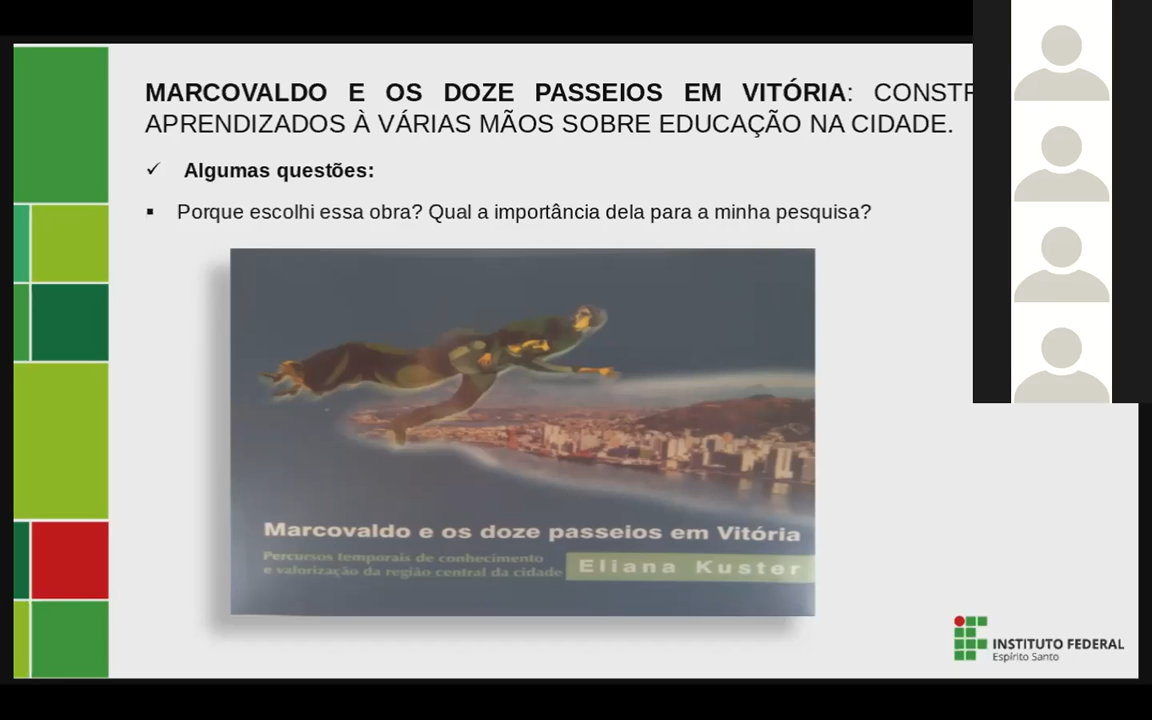 MARCOVALDO E OS DOZE PASSEIOS EM VITÓRIA: CONSTR
APRENDIZADOS À VÁRIAS MÃOS SOBRE EDUCAÇÃO NA CIDADE.
Algumas questões:
Porque escolhi essa obra? Qual a importância dela para a minha pesquisa?
Marcovaldo e os doze passeios em Vitória
Percursos temporais de conhecimento
e valorização da região central da cidade
Eliana Kuster
INSTITUTO FEDERAL
Espírito Santo